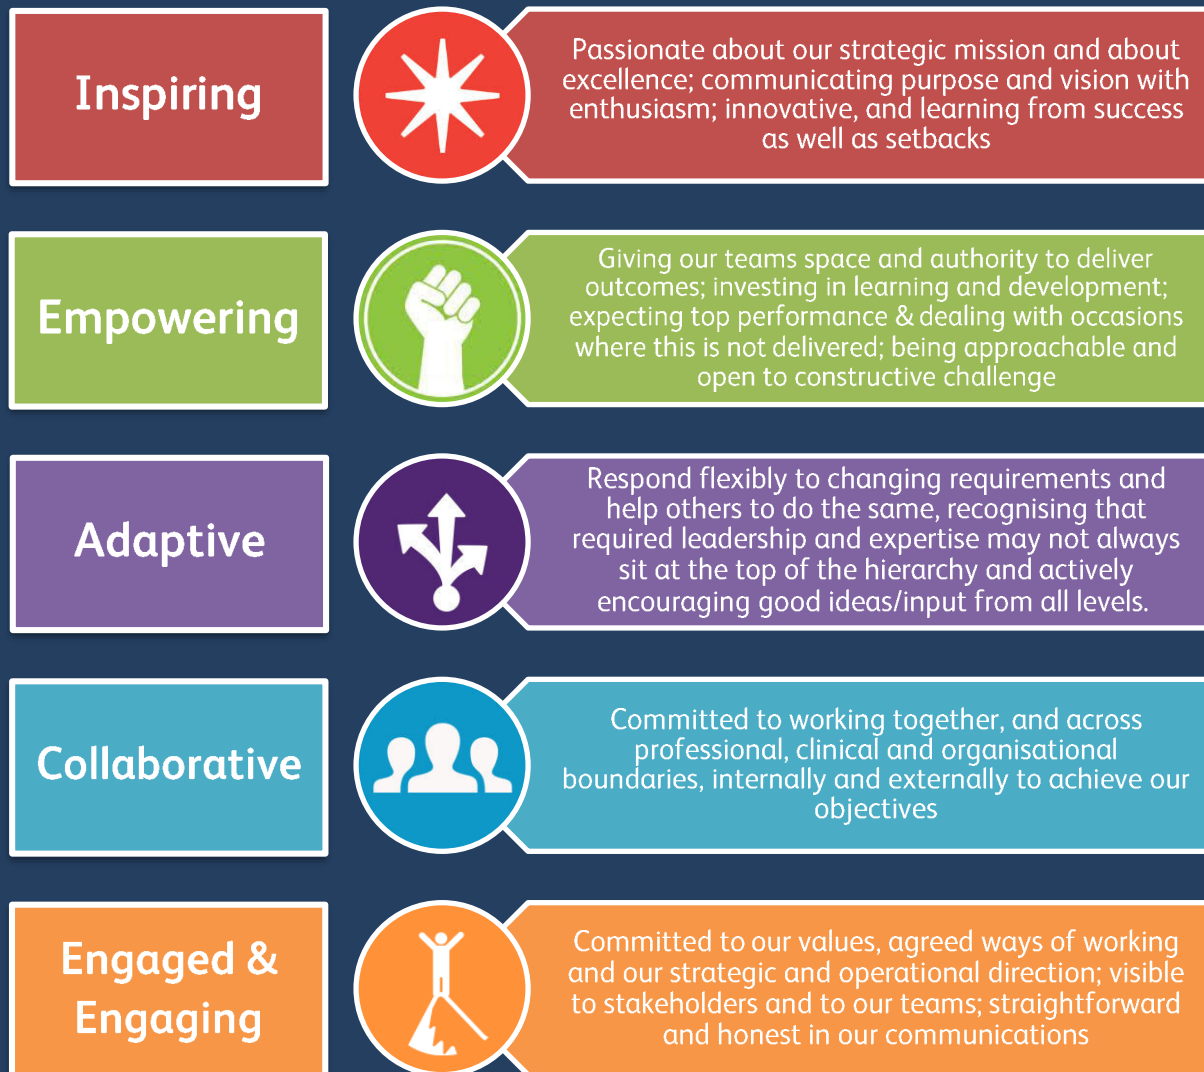 Inspiring
Passionate about our strategic mission and about
excellence; communicating purpose and vision with
enthusiasm; innovative, and learning from success
as well as setbacks
Empowering
Giving our teams space and authority to deliver
outcomes; investing in learning and development;
expecting top performance & dealing with occasions
where this is not delivered; being approachable and
open to constructive challenge
Adaptive
Respond flexibly to changing requirements and
help others to do the same, recognising that
required leadership and expertise may not always
sit at the top of the hierarchy and actively
encouraging good ideas/input from all levels.
Collaborative
Committed to working together, and across
professional, clinical and organisational
boundaries, internally and externally to achieve our
objectives
Engaged &
Engaging
Committed to our values, agreed ways of working
and our strategic and operational direction; visible
to stakeholders and to our teams; straightforward
and honest in our communications